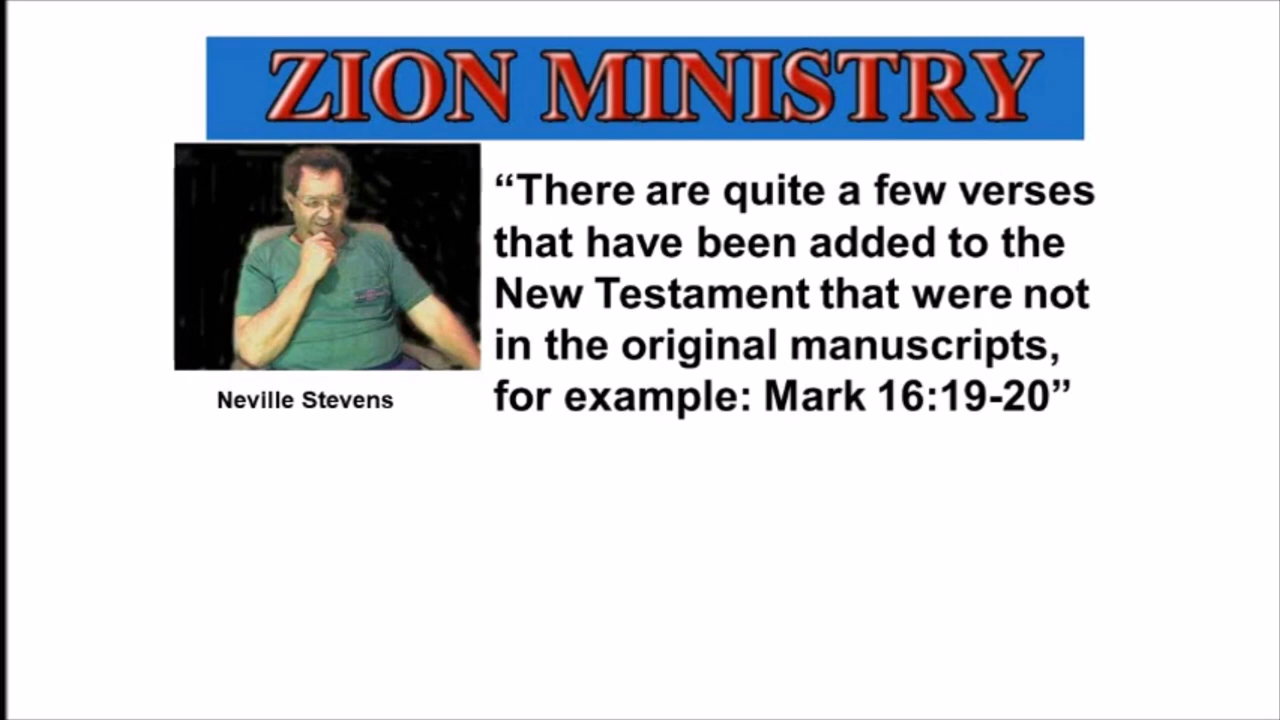 ZION MINISTRY
“There are quite a few verses
that have been added to the
New Testament that were not
in the original manuscripts,
for example: Mark 16:19-20”
Neville Stevens